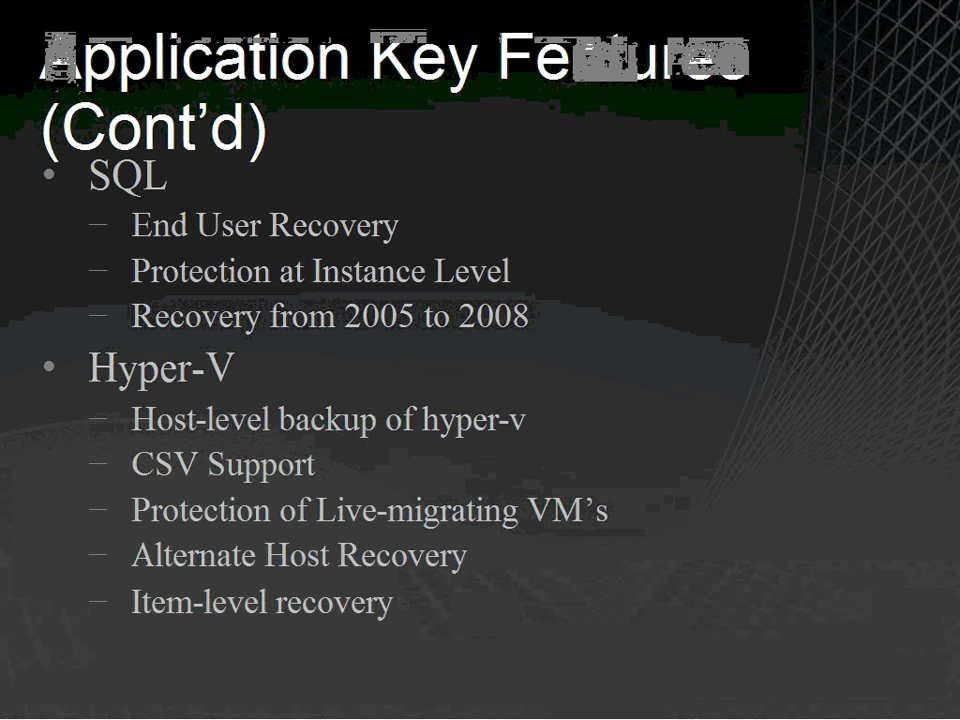 Application Key Features
(Cont’d)
• SQL
– End User Recovery
– Protection at Instance Level
– Recovery from 2005 to 2008
• Hyper-V
– Host-level backup of hyper-v
– CSV Support
– Protection of Live-migrating VM’s
– Alternate Host Recovery
– Item-level recovery